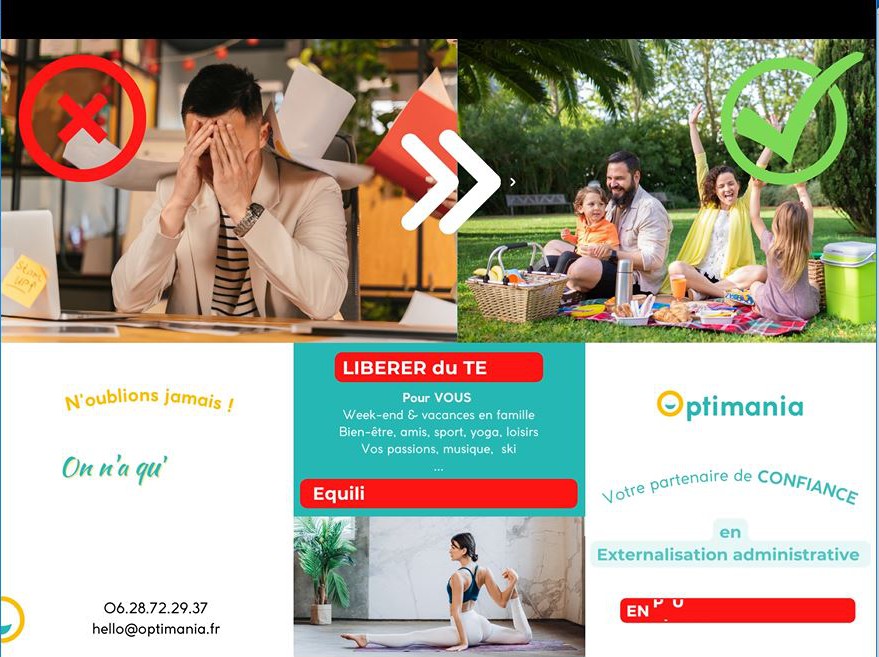 Start
UP
N'oublions jamais !
On n'a qu'
06.28.72.29.37
hello@optimania.fr
LIBERER du TE
Pour VOUS
Week-end & vacances en famille
Bien-être, amis, sport, yoga, loisirs
Vos passions, musique, ski
...
Equili
Optimania
Votre partenaire de CONFIANCE
en
Externalisation administrative
EN